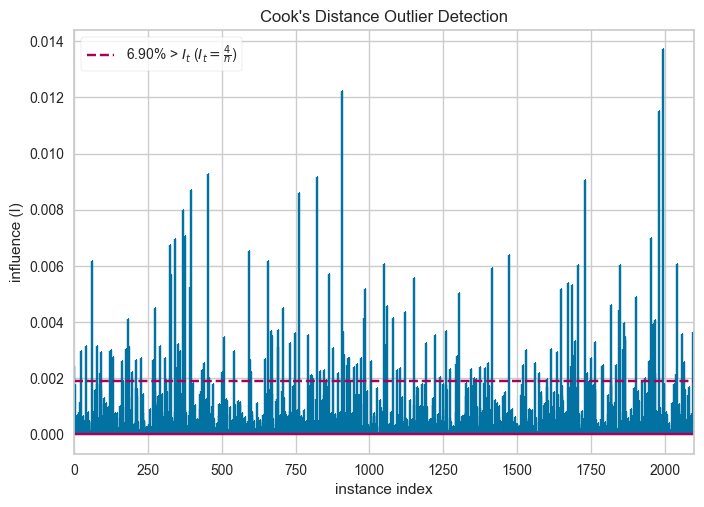 Cook's Distance Outlier Detection
6.90% > I_t (I_t = 4/n)
0.014
0.012
0.010
0.008
0.006
0.004
0.002
0.000
influence (I)
0 250 500 750 1000 1250 1500 1750 2000
instance index